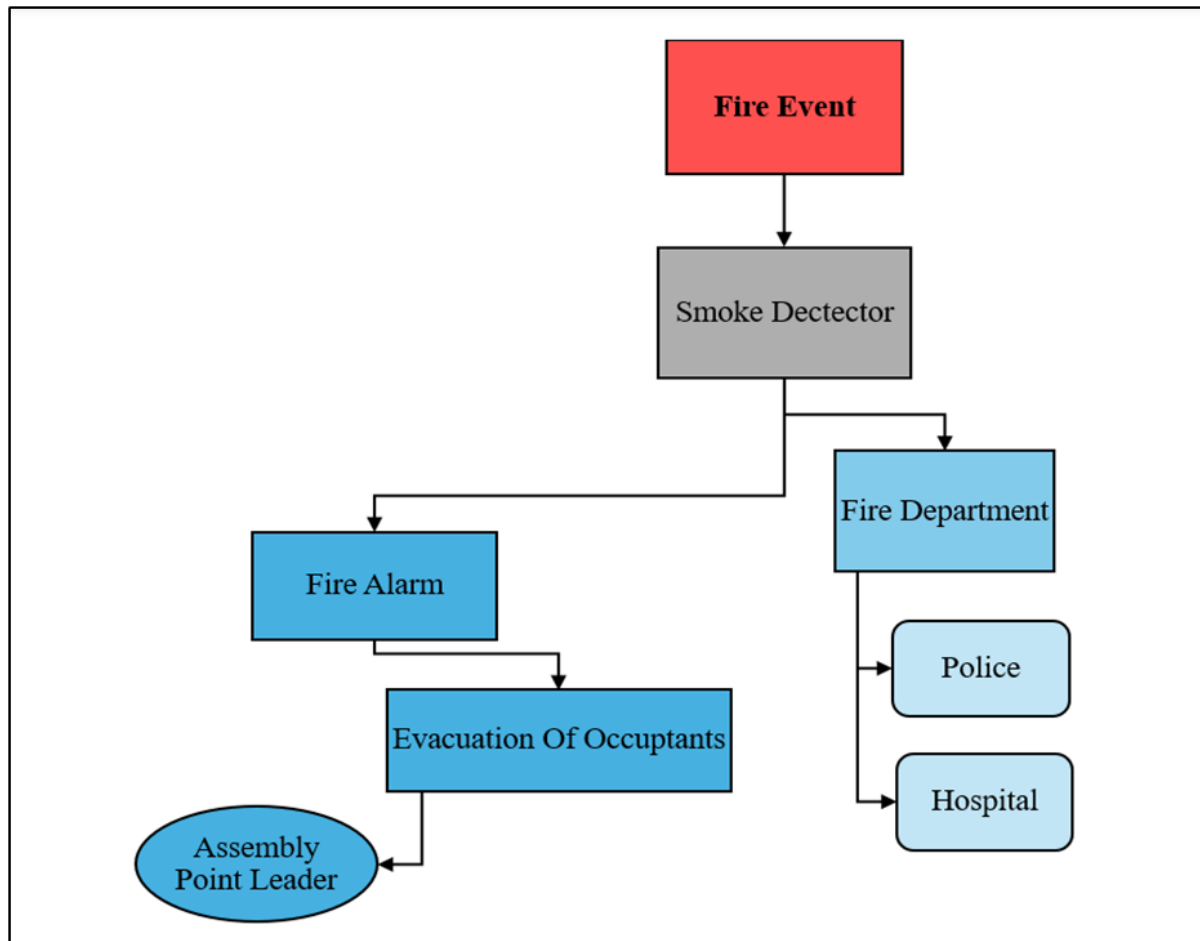 Fire Event
Smoke Dectector
Fire Department
Fire Alarm
Police
Evacuation Of Occuptants
Hospital
Assembly
Point Leader